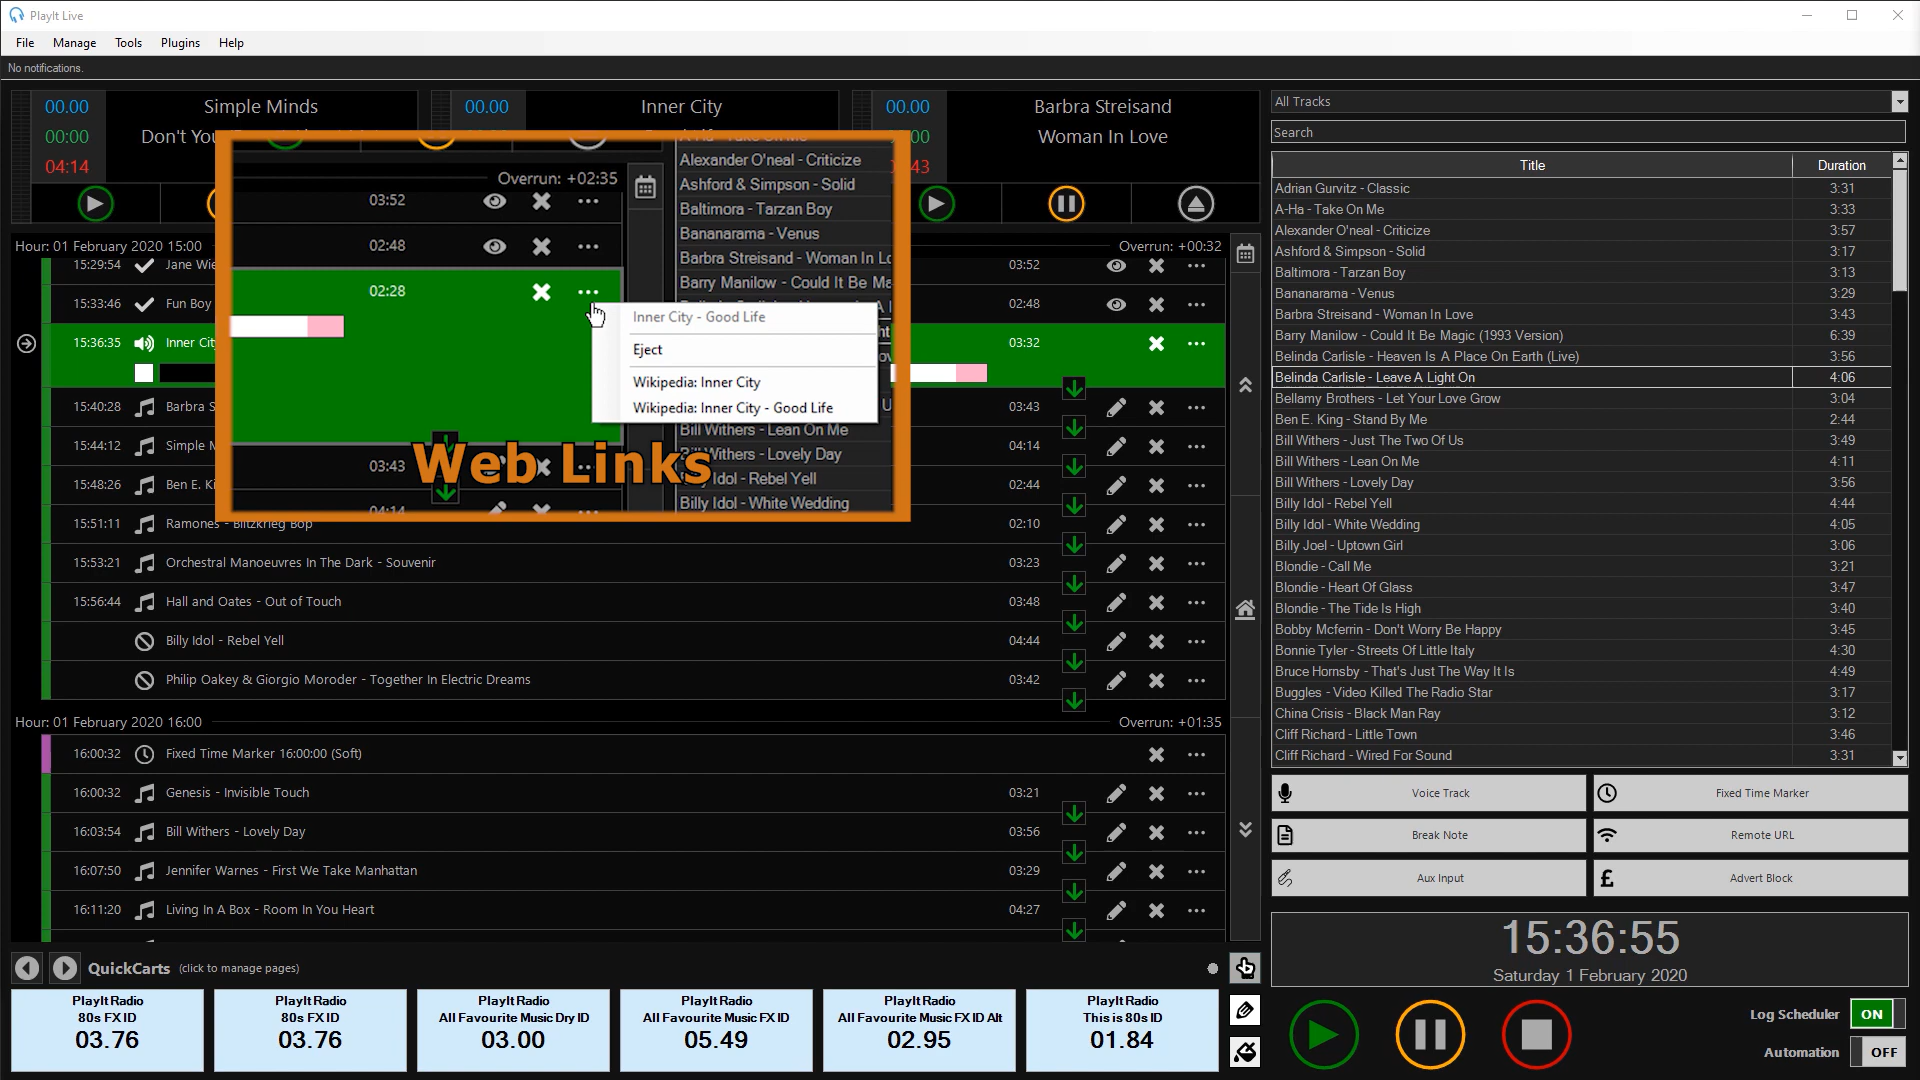 PlayIt Live
File Manage Tools Plugins Help
No notifications.
00.00 Simple Minds
00:00 Don't You
04:14
00.00 Inner City
00.00 Barbra Streisand
00 Woman In Love
43
Hour: 01 February 2020 15:00 Overrun: +00:32
15:29:54 Jane Wie 03:52
15:33:46 Fun Boy 02:48
15:36:35 Inner Cit 03:32
15:40:28 Barbra S 03:43
15:44:12 Simple M 04:14
15:48:26 Ben E. Ki 02:44
15:51:11 Ramones - Blitzkrieg Bop 02:10
15:53:21 Orchestral Manoeuvres In The Dark - Souvenir 03:23
15:56:44 Hall and Oates - Out of Touch 03:48
Billy Idol - Rebel Yell 04:44
Philip Oakey & Giorgio Moroder - Together In Electric Dreams 03:42
Hour: 01 February 2020 16:00 Overrun: +01:35
16:00:32 Fixed Time Marker 16:00:00 (Soft)
16:00:32 Genesis - Invisible Touch 03:21
16:03:54 Bill Withers - Lovely Day 03:56
16:07:50 Jennifer Warnes - First We Take Manhattan 03:29
16:11:20 Living In A Box - Room In You Heart 04:27
Overrun: +02:35
03:52
02:48
02:28
03:43
04:14
Alexander O'neal - Criticize
Ashford & Simpson - Solid
Baltimora - Tarzan Boy
Bananarama - Venus
Barbra Streisand - Woman In Lo
Barry Manilow - Could It Be Ma
Inner City - Good Life
Eject
Wikipedia: Inner City
Wikipedia: Inner City - Good Life
Bill Withers - Lean On Me
Withers - Lovely Day
Idol - Rebel Yell
Billy Idol - White Wedding
Web Links
All Tracks
Search
Title Duration
Adrian Gurvitz - Classic 3:31
A-Ha - Take On Me 3:33
Alexander O'neal - Criticize 3:57
Ashford & Simpson - Solid 3:17
Baltimora - Tarzan Boy 3:13
Bananarama - Venus 3:29
Barbra Streisand - Woman In Love 3:43
Barry Manilow - Could It Be Magic (1993 Version) 6:39
Belinda Carlisle - Heaven Is A Place On Earth (Live) 3:56
Belinda Carlisle - Leave A Light On 4:06
Bellamy Brothers - Let Your Love Grow 3:04
Ben E. King - Stand By Me 2:44
Bill Withers - Just The Two Of Us 3:49
Bill Withers - Lean On Me 4:11
Bill Withers - Lovely Day 3:56
Billy Idol - Rebel Yell 4:44
Billy Idol - White Wedding 4:05
Billy Joel - Uptown Girl 3:06
Blondie - Call Me 3:21
Blondie - Heart Of Glass 3:47
Blondie - The Tide Is High 3:40
Bobby Mcferrin - Don't Worry Be Happy 3:45
Bonnie Tyler - Streets Of Little Italy 4:30
Bruce Hornsby - That's Just The Way It Is 4:49
Buggles - Video Killed The Radio Star 3:17
China Crisis - Black Man Ray 3:12
Cliff Richard - Little Town 3:46
Cliff Richard - Wired For Sound 3:31
Voice Track Fixed Time Marker
Break Note Remote URL
Aux Input £ Advert Block
15:36:55
Saturday 1 February 2020
Log Scheduler ON
Automation OFF
QuickCarts (click to manage pages)
PlayIt Radio
80s FX ID
03.76
PlayIt Radio
80s FX ID
03.76
PlayIt Radio
All Favourite Music Dry ID
03.00
PlayIt Radio
All Favourite Music FX ID
05.49
PlayIt Radio
All Favourite Music FX ID Alt
02.95
PlayIt Radio
This is 80s ID
01.84